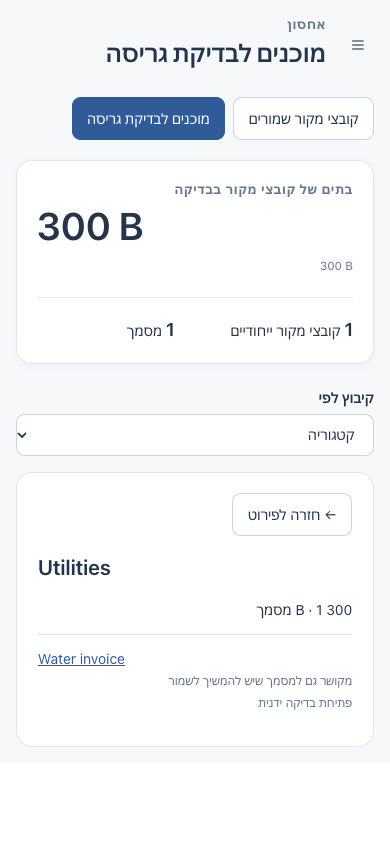 אחסון
מוכנים לבדיקת גריסה
קובצי מקור שמורים
מוכנים לבדיקת גריסה
בתים של קובצי מקור בבדיקה
300 B
300 B
1 קובצי מקור ייחודיים
1 מסמך
קיבוץ לפי
קטגוריה
← חזרה לפירוט
Utilities
300 B · 1 מסמך
Water invoice
מקושר גם למסמך שיש להמשיך לשמור
פתיחת בדיקה ידנית